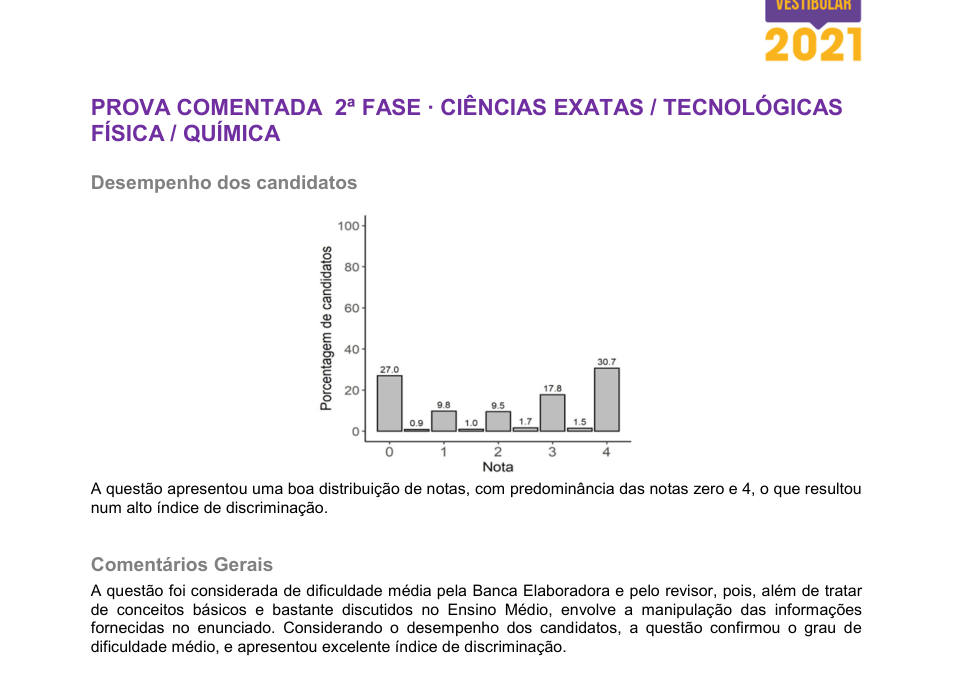 VESTIBULAR
2021
PROVA COMENTADA 2ª FASE · CIÊNCIAS EXATAS / TECNOLÓGICAS
FÍSICA / QUÍMICA
Desempenho dos candidatos
Porcentagem de candidatos
100
80
60
40
20
0
27.0
0.9
9.8
1.0
9.5
1.7
17.8
1.5
30.7
0 1 2 3 4
Nota
A questão apresentou uma boa distribuição de notas, com predominância das notas zero e 4, o que resultou
num alto índice de discriminação.
Comentários Gerais
A questão foi considerada de dificuldade média pela Banca Elaboradora e pelo revisor, pois, além de tratar
de conceitos básicos e bastante discutidos no Ensino Médio, envolve a manipulação das informações
fornecidas no enunciado. Considerando o desempenho dos candidatos, a questão confirmou o grau de
dificuldade médio, e apresentou excelente índice de discriminação.